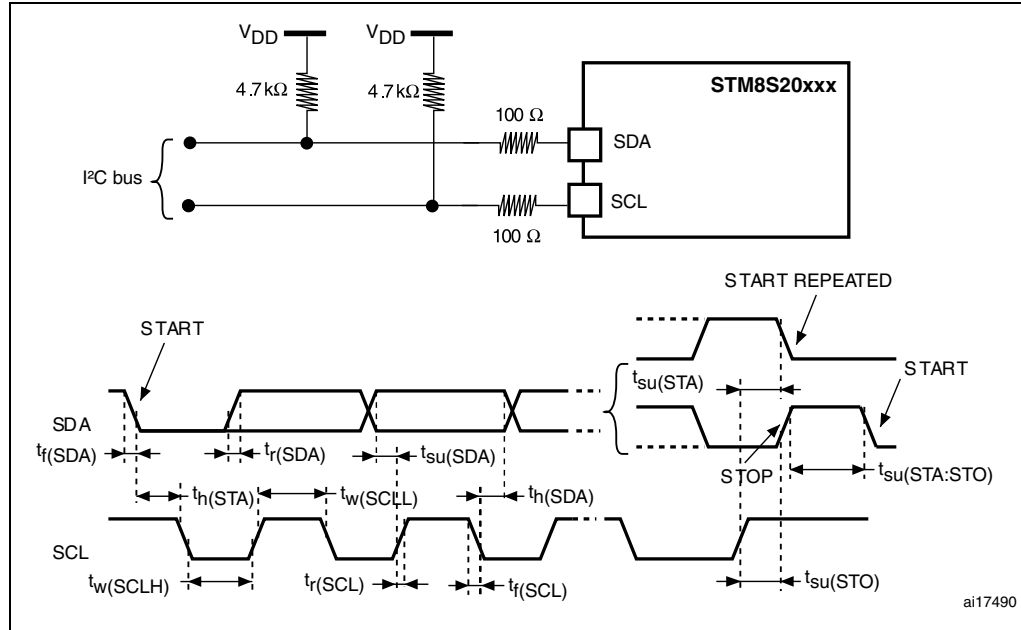 VDD VDD
4.7kΩ 4.7kΩ
STM8S20xxx
100 Ω
SDA
I²C bus
SCL
100 Ω
START REPEATED
START
tsu(STA)
START
SDA
tf(SDA) tr(SDA) tsu(SDA)
STOP
tsu(STA:STO)
th(STA) tw(SCLL) th(SDA)
SCL
tw(SCLH) tr(SCL) tf(SCL) tsu(STO)
ai17490